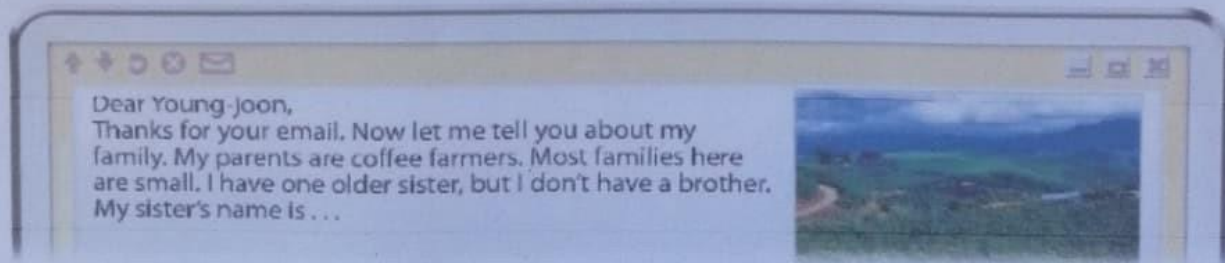 Dear Young-Joon,
Thanks for your email. Now let me tell you about my
family. My parents are coffee farmers. Most families here
are small. I have one older sister, but I don't have a brother.
My sister's name is . . .